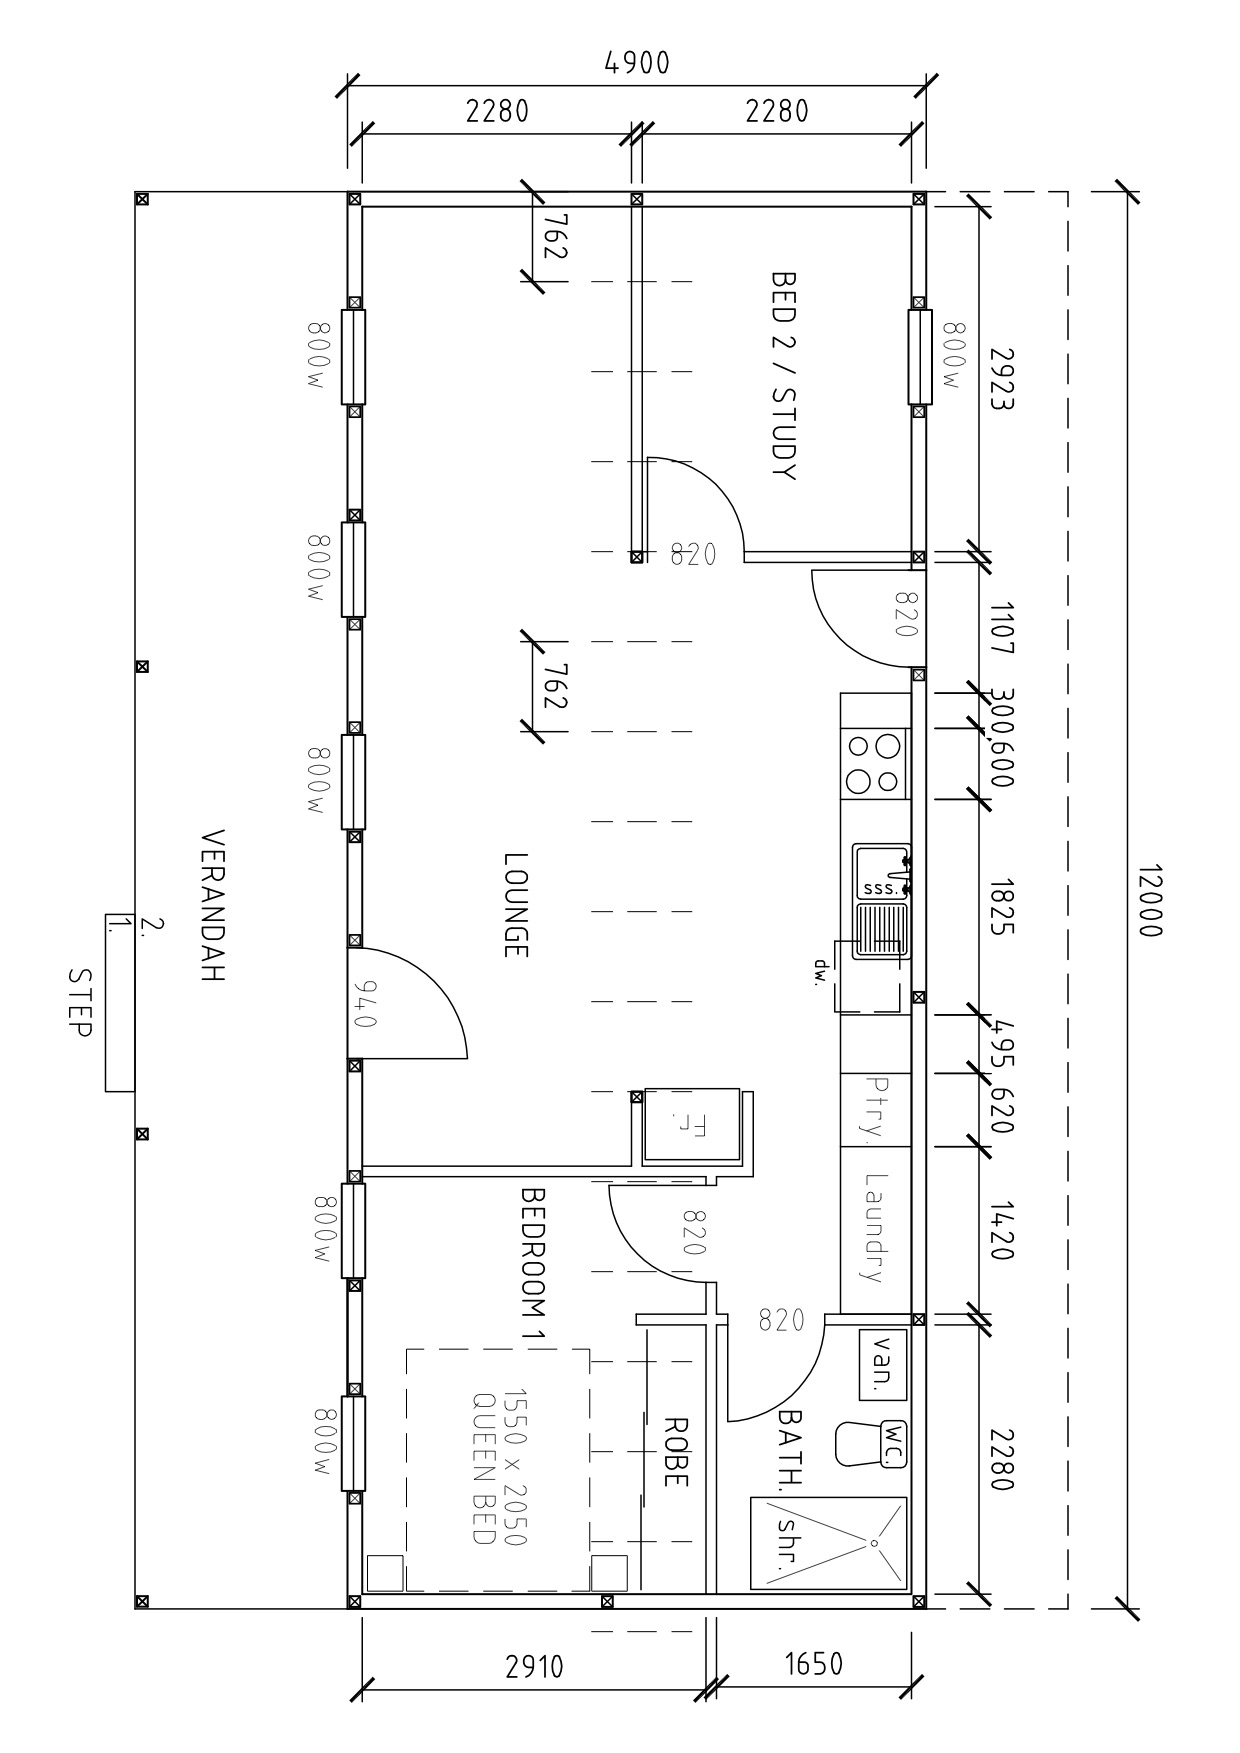 4900
2280
2280
762
BED 2 / STUDY
800w
800w
2923
12000
800w
820
820
1107
762
300
600
800w
VERANDAH
LOUNGE
sss.
dw.
1825
2.
1.
STEP
940
495
Fr.
Ptry.
620
800w
BEDROOM 1
820
Laundry
1420
820
van.
800w
1550 x 2050
QUEEN BED
ROBE
BATH.
WC.
shr.
2280
2910
1650